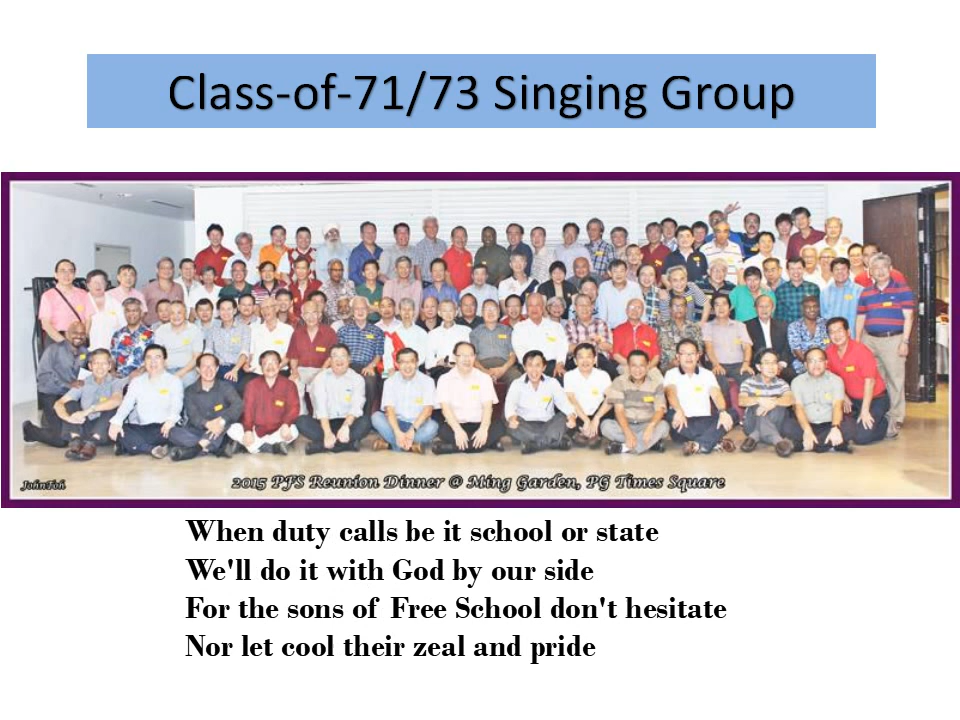 Class-of-71/73 Singing Group
JohnFoh
2015 PFS Reunion Dinner @ Ming Garden, PG Times Square
When duty calls be it school or state
We'll do it with God by our side
For the sons of Free School don't hesitate
Nor let cool their zeal and pride